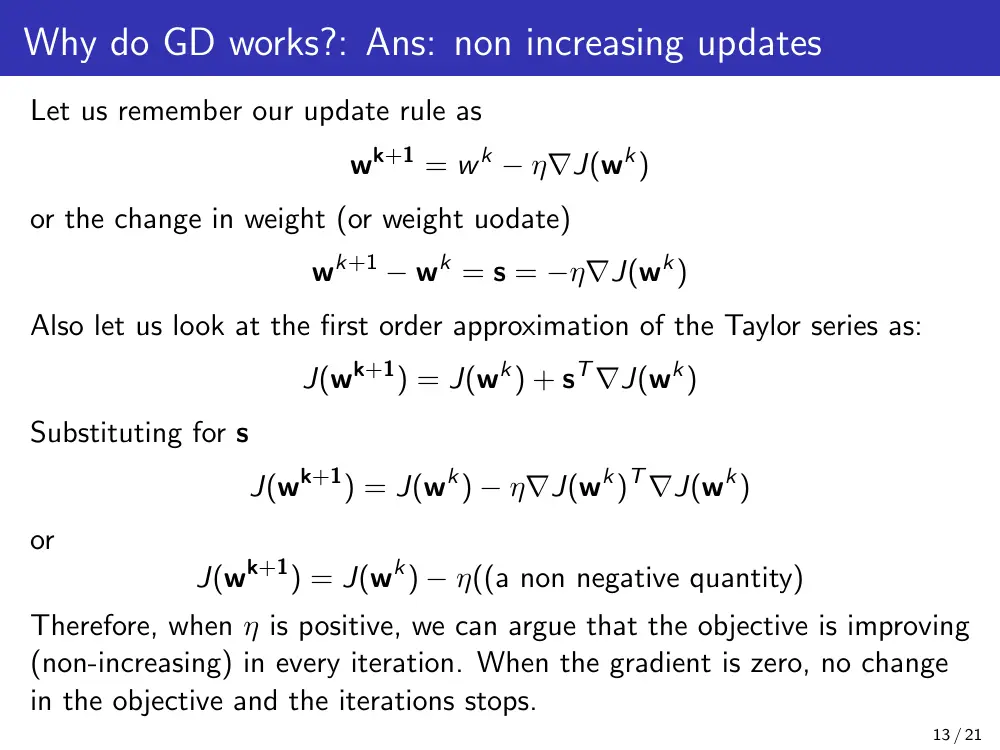 Why do GD works?: Ans: non increasing updates
Let us remember our update rule as
𝐰^{𝐤+𝟏} = w^k − η∇J(𝐰^k)
or the change in weight (or weight uodate)
𝐰^{k+1} − 𝐰^k = 𝐬 = −η∇J(𝐰^k)
Also let us look at the first order approximation of the Taylor series as:
J(𝐰^{𝐤+𝟏}) = J(𝐰^k) + 𝐬^T∇J(𝐰^k)
Substituting for 𝐬
J(𝐰^{𝐤+𝟏}) = J(𝐰^k) − η∇J(𝐰^k)^T∇J(𝐰^k)
or
J(𝐰^{𝐤+𝟏}) = J(𝐰^k) − η((a non negative quantity)
Therefore, when η is positive, we can argue that the objective is improving
(non-increasing) in every iteration. When the gradient is zero, no change
in the objective and the iterations stops.
13 / 21